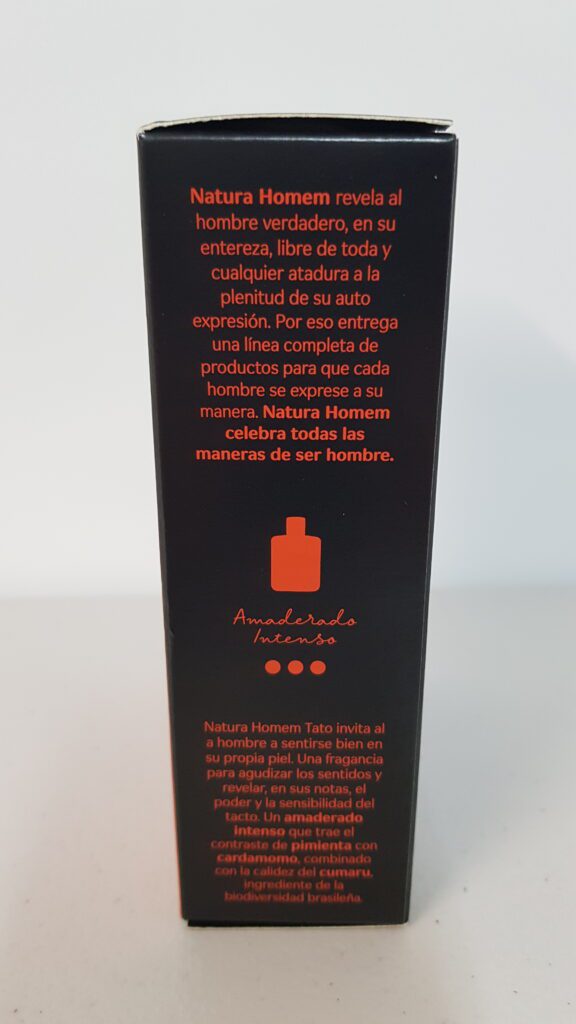 Natura Homem revela al
hombre verdadero, en su
entereza, libre de toda y
cualquier atadura a la
plenitud de su auto
expresión. Por eso entrega
una línea completa de
productos para que cada
hombre se exprese a su
manera. Natura Homem
celebra todas las
maneras de ser hombre.
Amaderado
Intenso
Natura Homem Tato invita al
a hombre a sentirse bien en
su propia piel. Una fragancia
para agudizar los sentidos y
revelar, en sus notas, el
poder y la sensibilidad del
tacto. Un amaderado
intenso que trae el
contraste de pimienta con
cardamomo, combinado
con la calidez del cumaru,
ingrediente de la
biodiversidad brasileña.